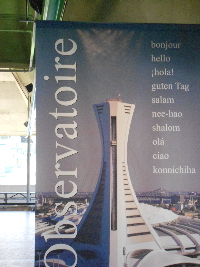 Observatoire
bonjour
hello
¡hola!
guten Tag
salam
nee-hao
shalom
olá
ciao
konnichiha